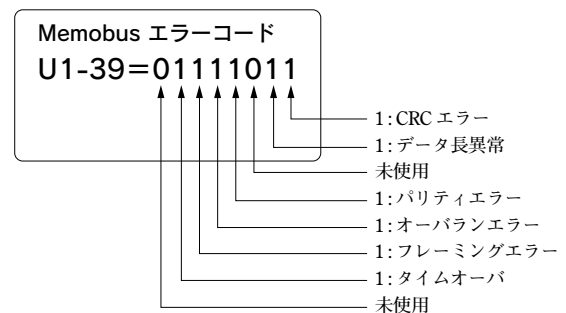 Memobus エラーコード
U1-39=01111011
1:CRCエラー
1:データ長異常
未使用
1:パリティエラー
1:オーバランエラー
1:フレーミングエラー
1:タイムオーバ
未使用